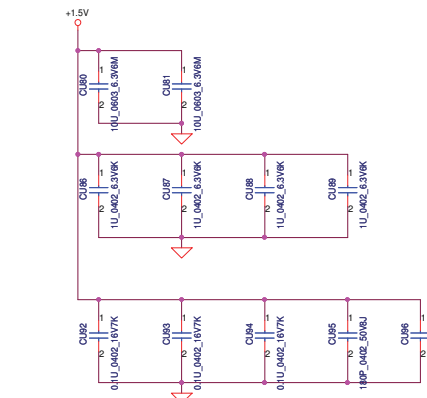 +1.5V
CU80
1
2
10U_0603_6.3V6M
CU81
1
2
10U_0603_6.3V6M
CU86
1
2
1U_0402_6.3V6K
CU87
1
2
1U_0402_6.3V6K
CU88
1
2
1U_0402_6.3V6K
CU89
1
2
1U_0402_6.3V6K
CU92
1
2
0.1U_0402_16V7K
CU93
1
2
0.1U_0402_16V7K
CU94
1
2
0.1U_0402_16V7K
CU95
1
2
180P_0402_50V8J
CU96
1
2